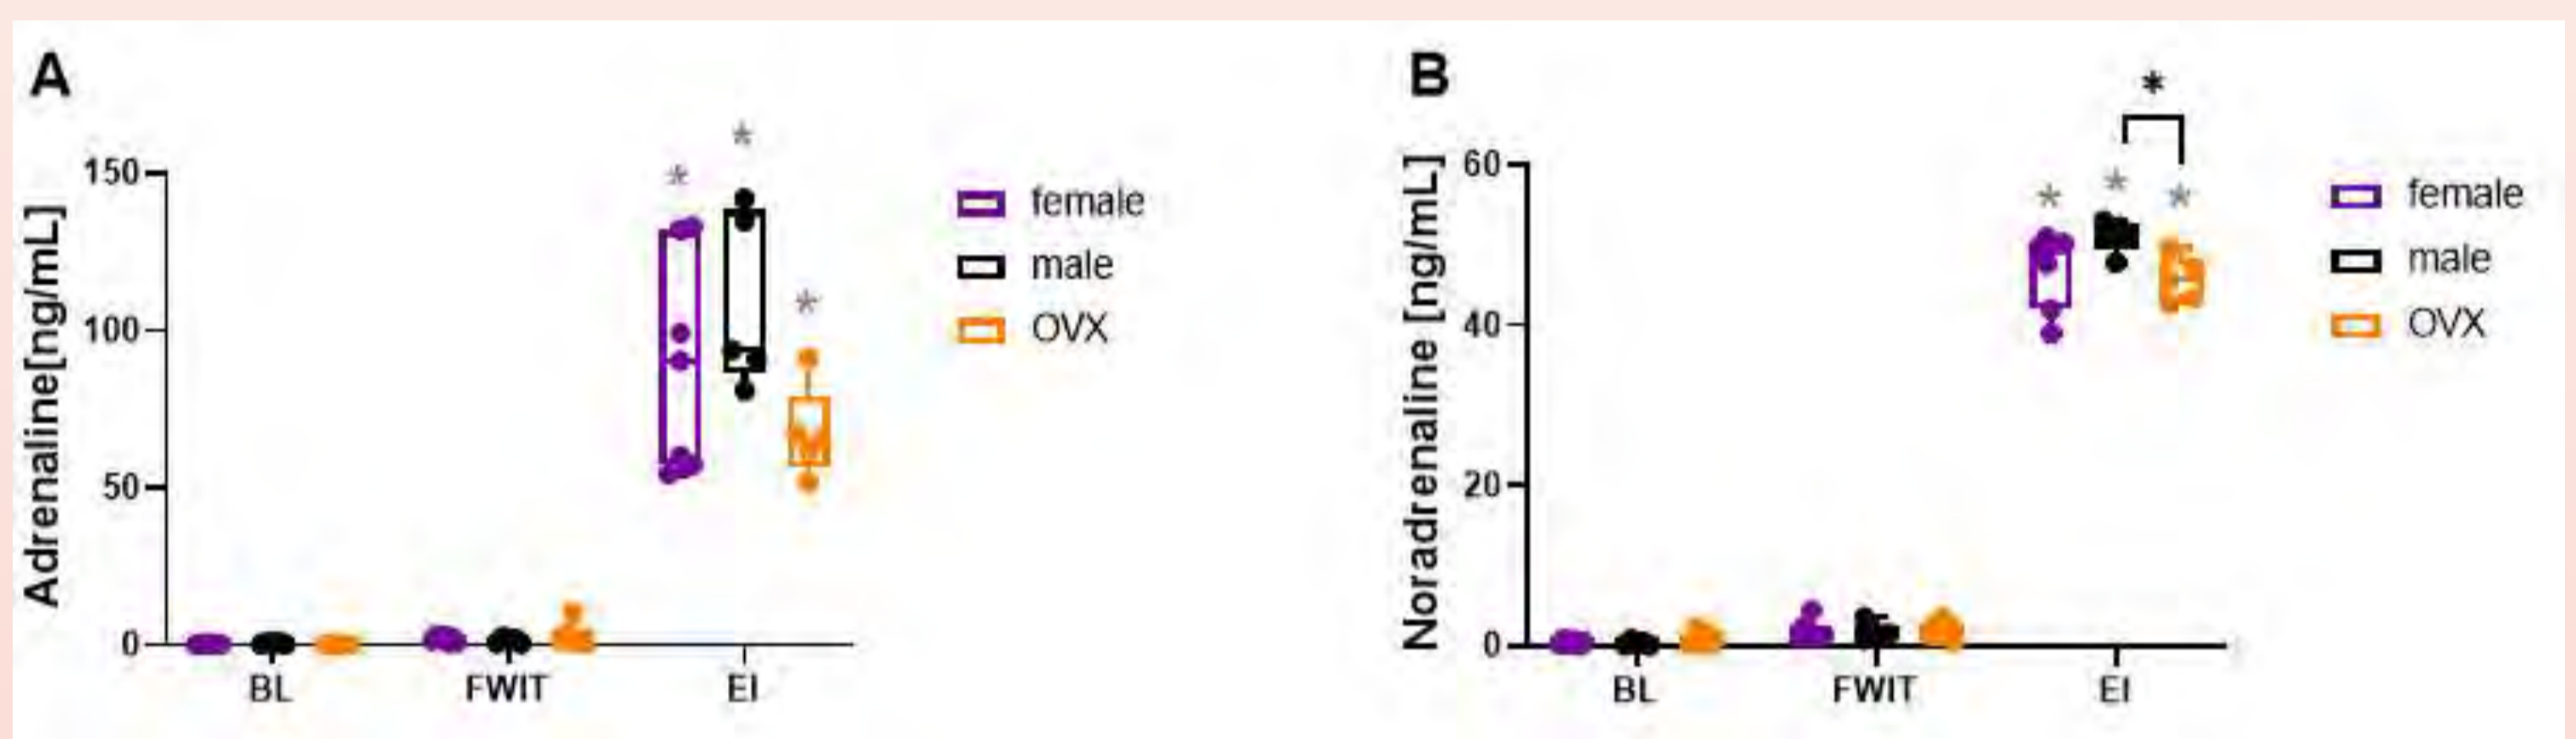 A
Adrenaline[ng/mL]
150
100
50
0
*
*
*
BL
FWIT
EI
female
male
OVX
B
Noradrenaline [ng/mL]
60
40
20
0
*
*
*
*
BL
FWIT
EI
female
male
OVX